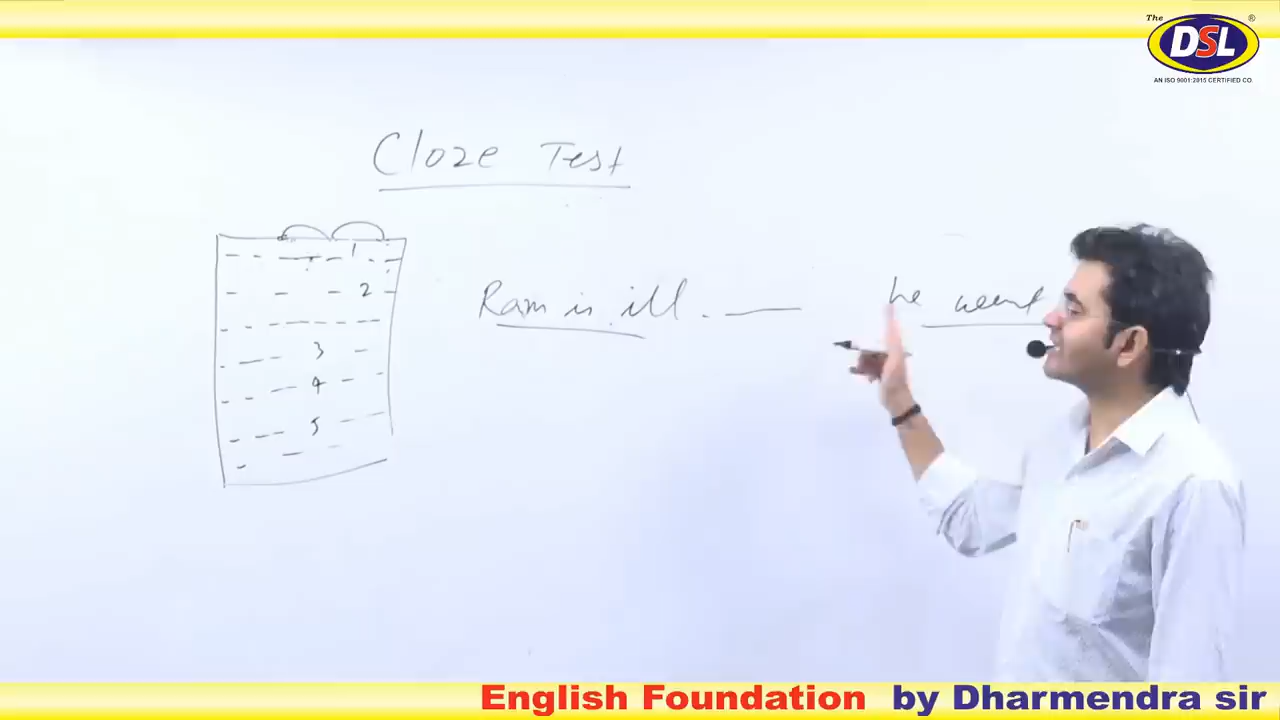 The
®
DSL
AN ISO 9001:2015 CERTIFIED CO.
Cloze Test
1
2
3
4
5
Ram is ill. he went
English Foundation by Dharmendra sir